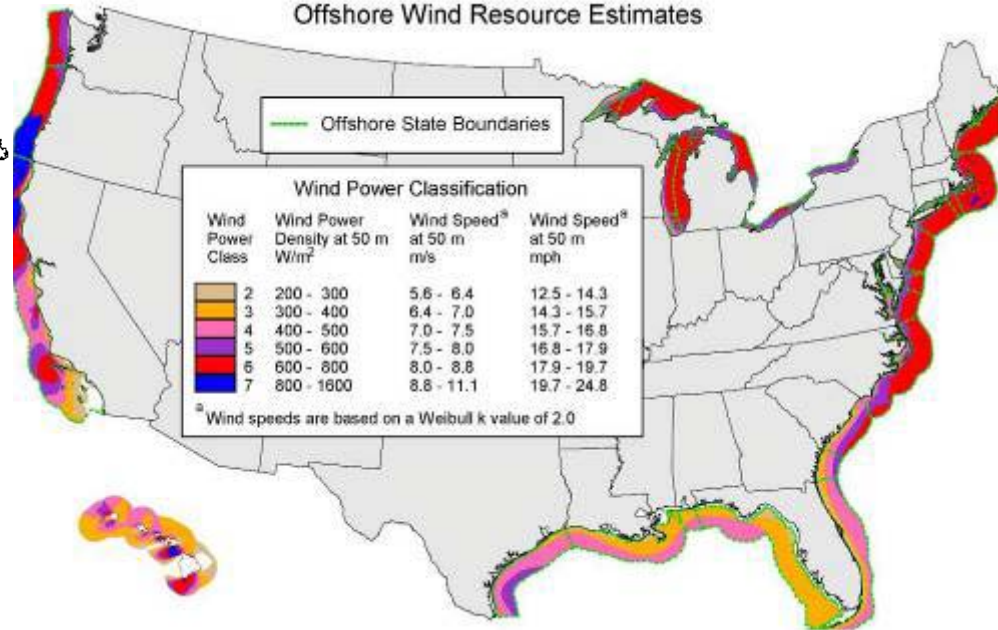 Offshore Wind Resource Estimates
Offshore State Boundaries
Wind Power Classification
Wind Power Class Wind Power Density at 50 m W/m² Wind Speedᵃ at 50 m m/s Wind Speedᵃ at 50 m mph
2 200 - 300 5.6 - 6.4 12.5 - 14.3
3 300 - 400 6.4 - 7.0 14.3 - 15.7
4 400 - 500 7.0 - 7.5 15.7 - 16.8
5 500 - 600 7.5 - 8.0 16.8 - 17.9
6 600 - 800 8.0 - 8.8 17.9 - 19.7
7 800 - 1600 8.8 - 11.1 19.7 - 24.8
ᵃ Wind speeds are based on a Weibull k value of 2.0